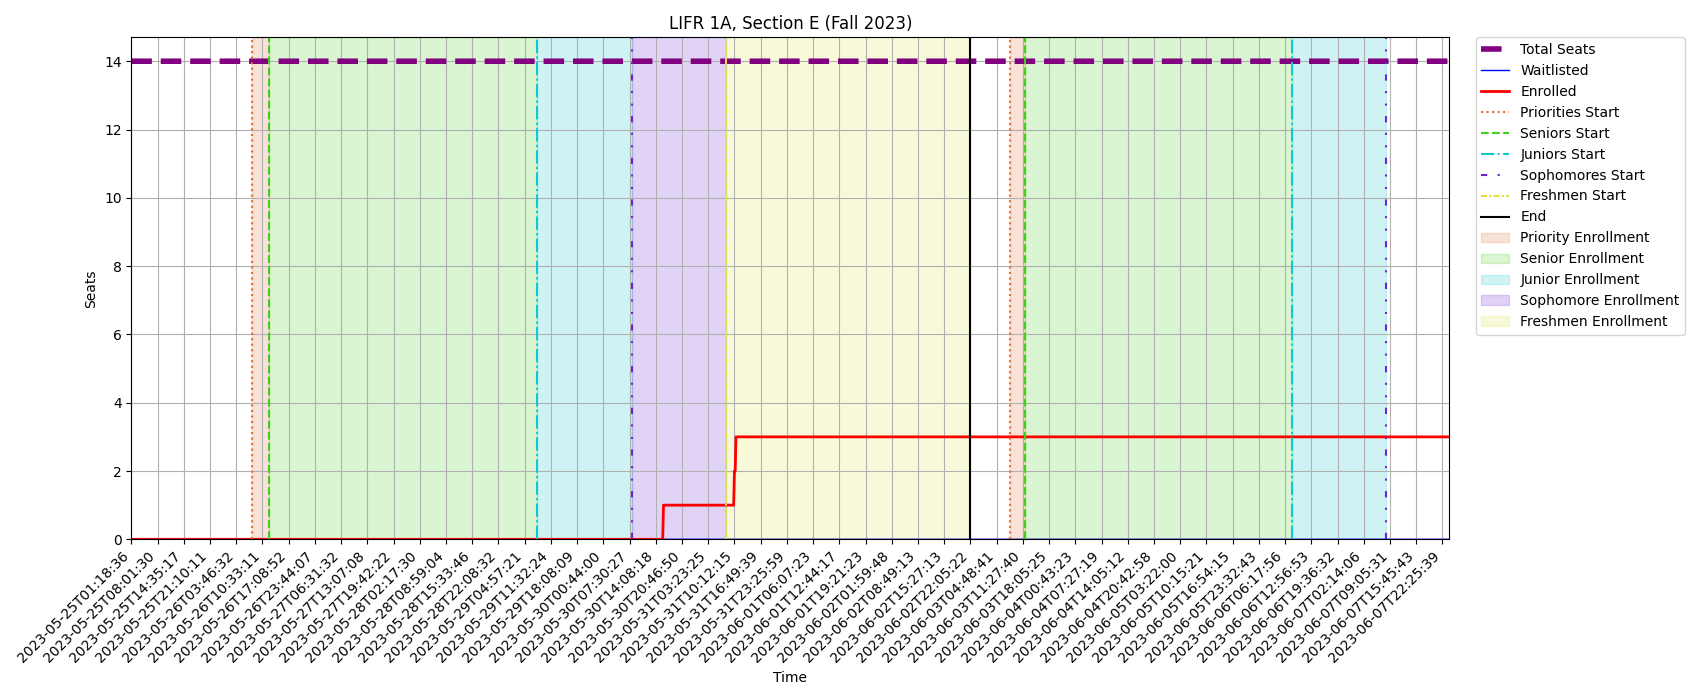 LIFR 1A, Section E (Fall 2023)
Seats
14
12
10
8
6
4
2
0
2023-05-25T01:18:36
2023-05-25T08:01:30
2023-05-25T14:35:17
2023-05-25T21:10:11
2023-05-26T03:46:32
2023-05-26T10:33:11
2023-05-26T17:08:52
2023-05-26T23:44:07
2023-05-27T06:31:32
2023-05-27T13:07:08
2023-05-27T19:42:22
2023-05-28T02:17:30
2023-05-28T08:59:04
2023-05-28T15:33:46
2023-05-28T22:08:32
2023-05-29T04:57:21
2023-05-29T11:32:24
2023-05-29T18:08:09
2023-05-30T00:44:00
2023-05-30T07:30:27
2023-05-30T14:08:18
2023-05-30T20:46:50
2023-05-31T03:23:25
2023-05-31T10:12:15
2023-05-31T16:49:39
2023-05-31T23:25:59
2023-06-01T06:07:23
2023-06-01T12:44:17
2023-06-01T19:21:23
2023-06-02T01:59:48
2023-06-02T08:49:13
2023-06-02T15:27:13
2023-06-02T22:05:22
2023-06-03T04:48:41
2023-06-03T11:27:40
2023-06-03T18:05:25
2023-06-04T00:43:23
2023-06-04T07:27:19
2023-06-04T14:05:12
2023-06-04T20:42:58
2023-06-05T03:22:00
2023-06-05T10:15:21
2023-06-05T16:54:15
2023-06-05T23:32:43
2023-06-06T06:17:56
2023-06-06T12:56:53
2023-06-06T19:36:32
2023-06-07T02:14:06
2023-06-07T09:05:31
2023-06-07T15:45:43
2023-06-07T22:25:39
Time
Total Seats
Waitlisted
Enrolled
Priorities Start
Seniors Start
Juniors Start
Sophomores Start
Freshmen Start
End
Priority Enrollment
Senior Enrollment
Junior Enrollment
Sophomore Enrollment
Freshmen Enrollment